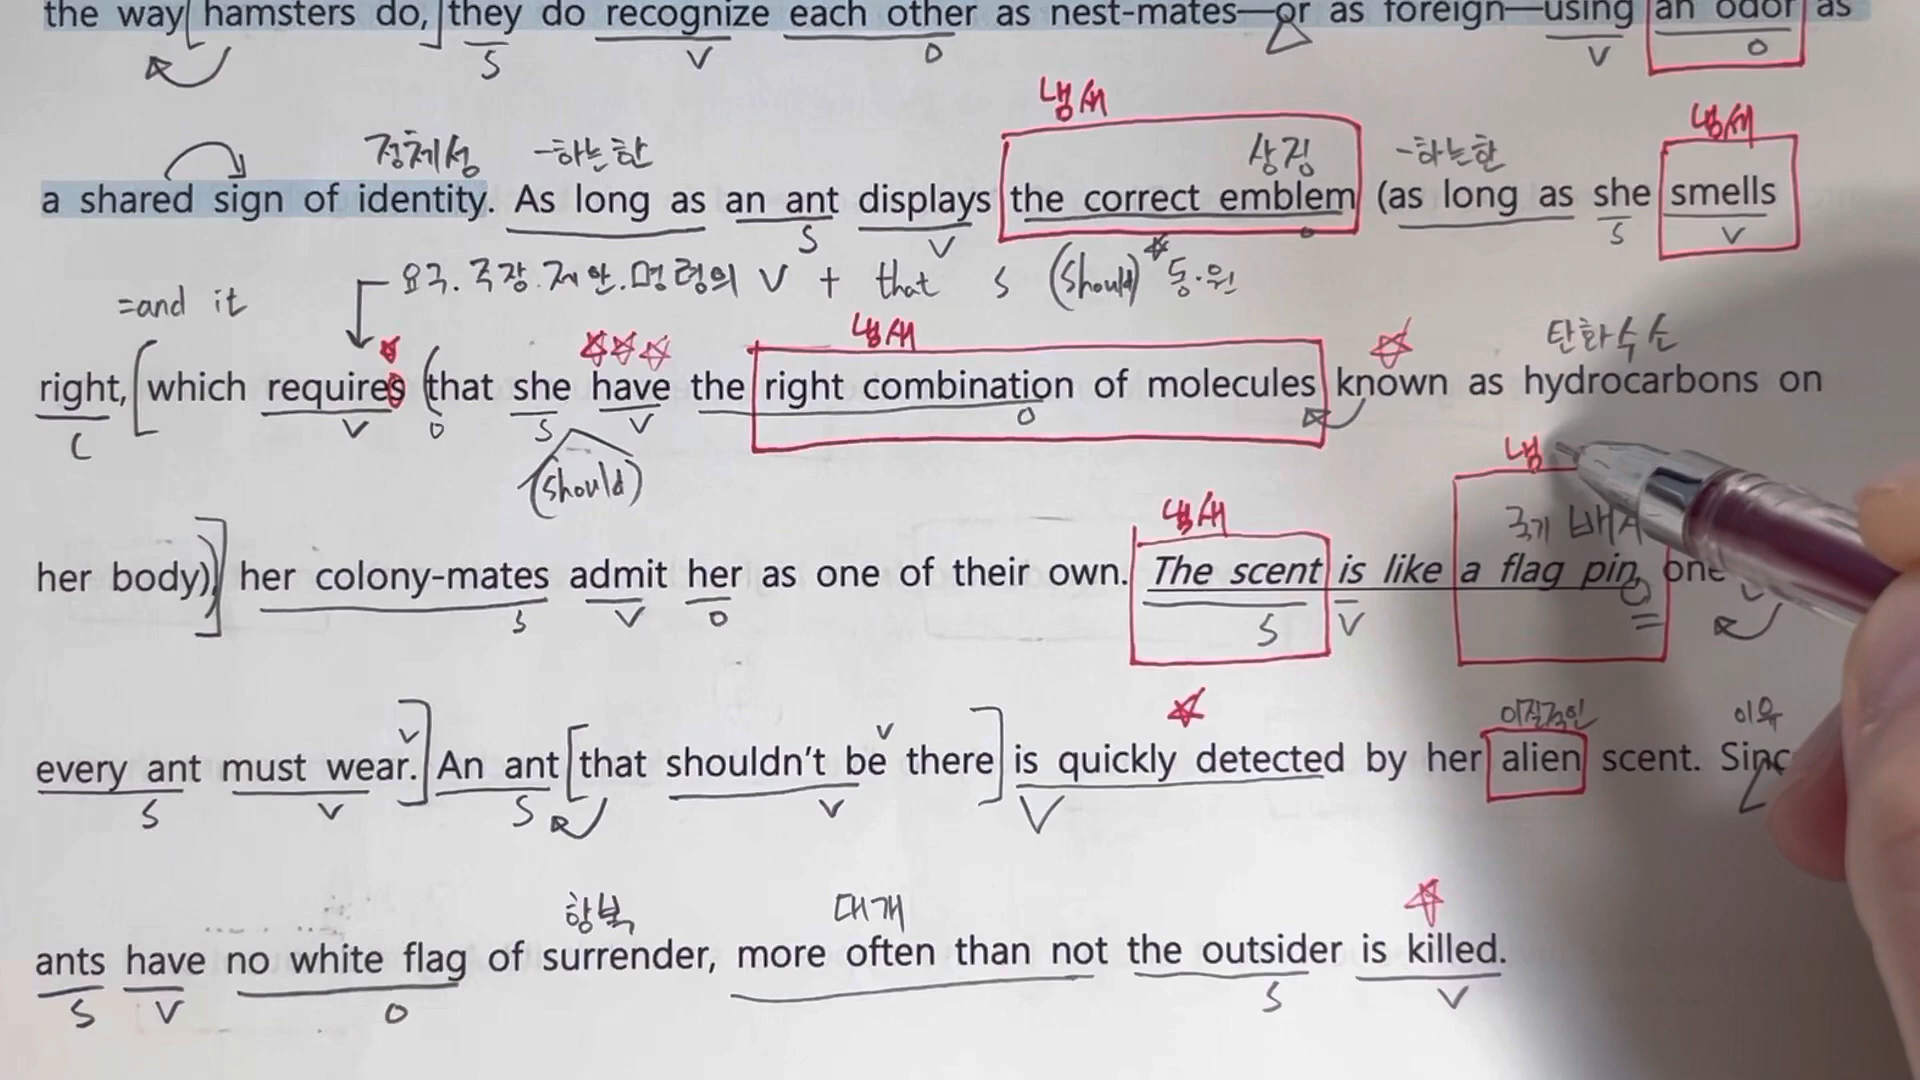 the way [ hamsters do, ] they do recognize each other as nest-mates—or as foreign—using an odor as
S V O V O
냄새 냄새
정체성 -하는한 상징 -하는한
a shared sign of identity. As long as an ant displays the correct emblem (as long as she smells
S V O S V
=and it 요구.주장.제안.명령의 V + that S (should) 동.원
냄새 탄화수소
right, [ which requires ( that she have the right combination of molecules known as hydrocarbons on
C V O S V O
(should) 냄
냄새 국기
her body) ) ] her colony-mates admit her as one of their own. The scent is like a flag pin one
S V O S V
V V 이질적인 이유
every ant must wear. ] An ant [ that shouldn't be there ] is quickly detected by her alien scent. Sinc
S V S V V
항복 대개
ants have no white flag of surrender, more often than not the outsider is killed.
S V O S V